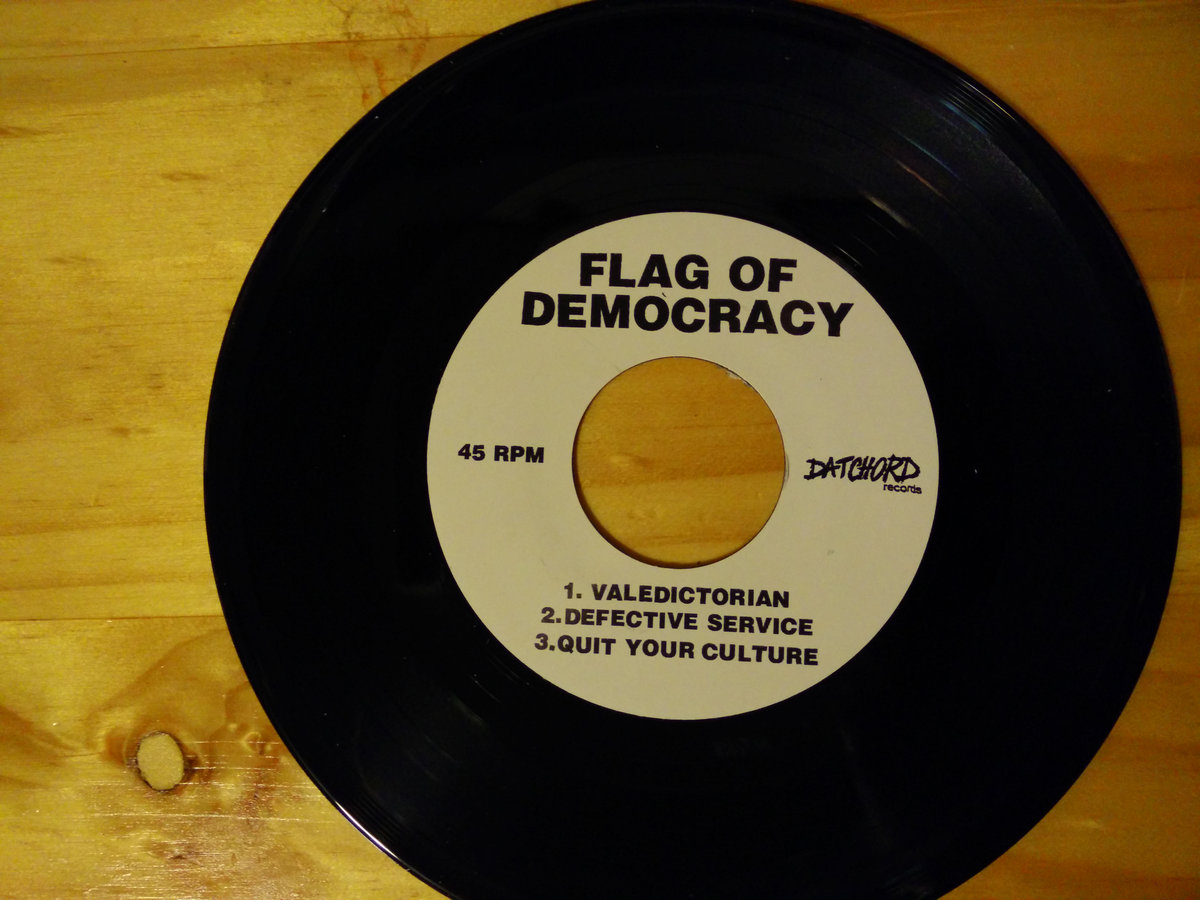 FLAG OF
DEMOCRACY
45 RPM
DATCHORD
records
1. VALEDICTORIAN
2.DEFECTIVE SERVICE
3.QUIT YOUR CULTURE